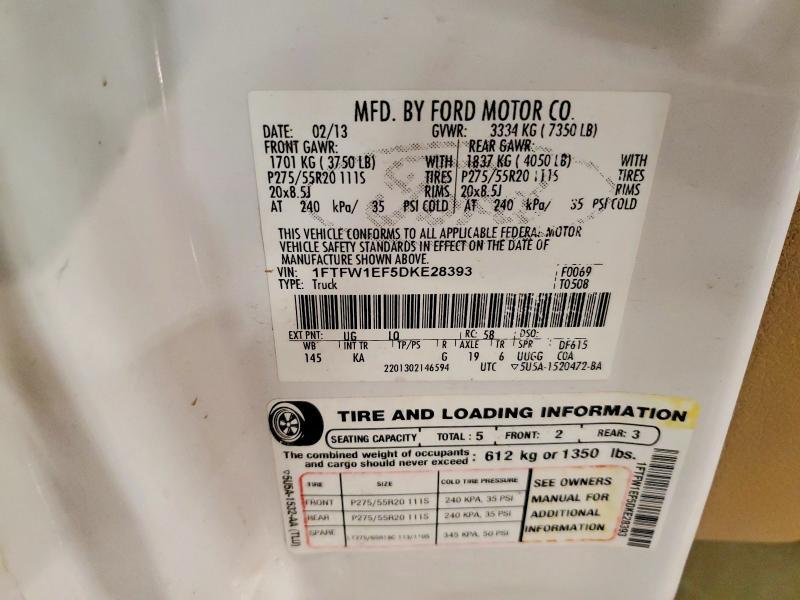 MFD. BY FORD MOTOR CO.
DATE: 02/13 GVWR: 3334 KG ( 7350 LB)
FRONT GAWR: REAR GAWR:
1701 KG ( 3750 LB) WITH 1837 KG ( 4050 LB) WITH
P275/55R20 111S TIRES P275/55R20 111S TIRES
20x8.5J RIMS 20x8.5J RIMS
AT 240 kPa/ 35 PSI COLD AT 240 kPa/ 35 PSI COLD
THIS VEHICLE CONFORMS TO ALL APPLICABLE FEDERAL MOTOR
VEHICLE SAFETY STANDARDS IN EFFECT ON THE DATE OF
MANUFACTURE SHOWN ABOVE.
VIN: 1FTFW1EF5DKE28393 F0069
TYPE: Truck T0508
EXT PNT: UG LQ RC: 58 DSO:
WB INT TR TP/PS R AXLE TR SPR DF615
145 KA G 19 6 UUGG COA
2201302146594 UTC ▽5U5A-1520472-BA
TIRE AND LOADING INFORMATION
SEATING CAPACITY TOTAL : 5 FRONT: 2 REAR: 3
The combined weight of occupants
and cargo should never exceed : 612 kg or 1350 lbs.
TIRE SIZE COLD TIRE PRESSURE
FRONT P275/55R20 111S 240 KPA, 35 PSI
REAR P275/55R20 111S 240 KPA, 35 PSI
SPARE 345 KPA, 50 PSI
SEE OWNERS
MANUAL FOR
ADDITIONAL
INFORMATION
▽5U5A-1532-AA (TLU)
1FTFW1EF5DKE28393